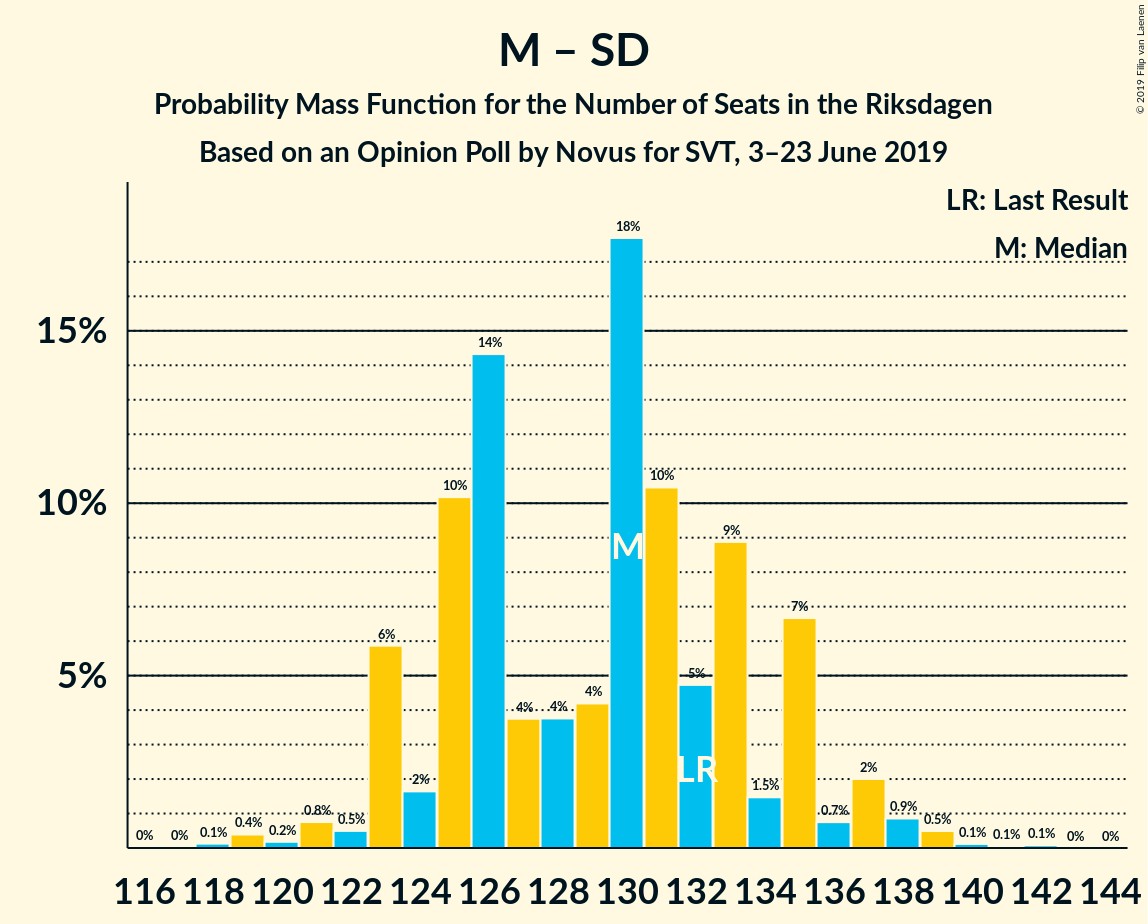 M – SD
Probability Mass Function for the Number of Seats in the Riksdagen
Based on an Opinion Poll by Novus for SVT, 3–23 June 2019
© 2019 Filip van Laenen
LR: Last Result
M: Median
15%
10%
5%
0% 0% 0.1% 0.4% 0.2% 0.8% 0.5% 6% 2% 10% 14% 4% 4% 4% 18% 10% 5% 9% 1.5% 7% 0.7% 2% 0.9% 0.5% 0.1% 0.1% 0.1% 0% 0%
M
LR
116 118 120 122 124 126 128 130 132 134 136 138 140 142 144